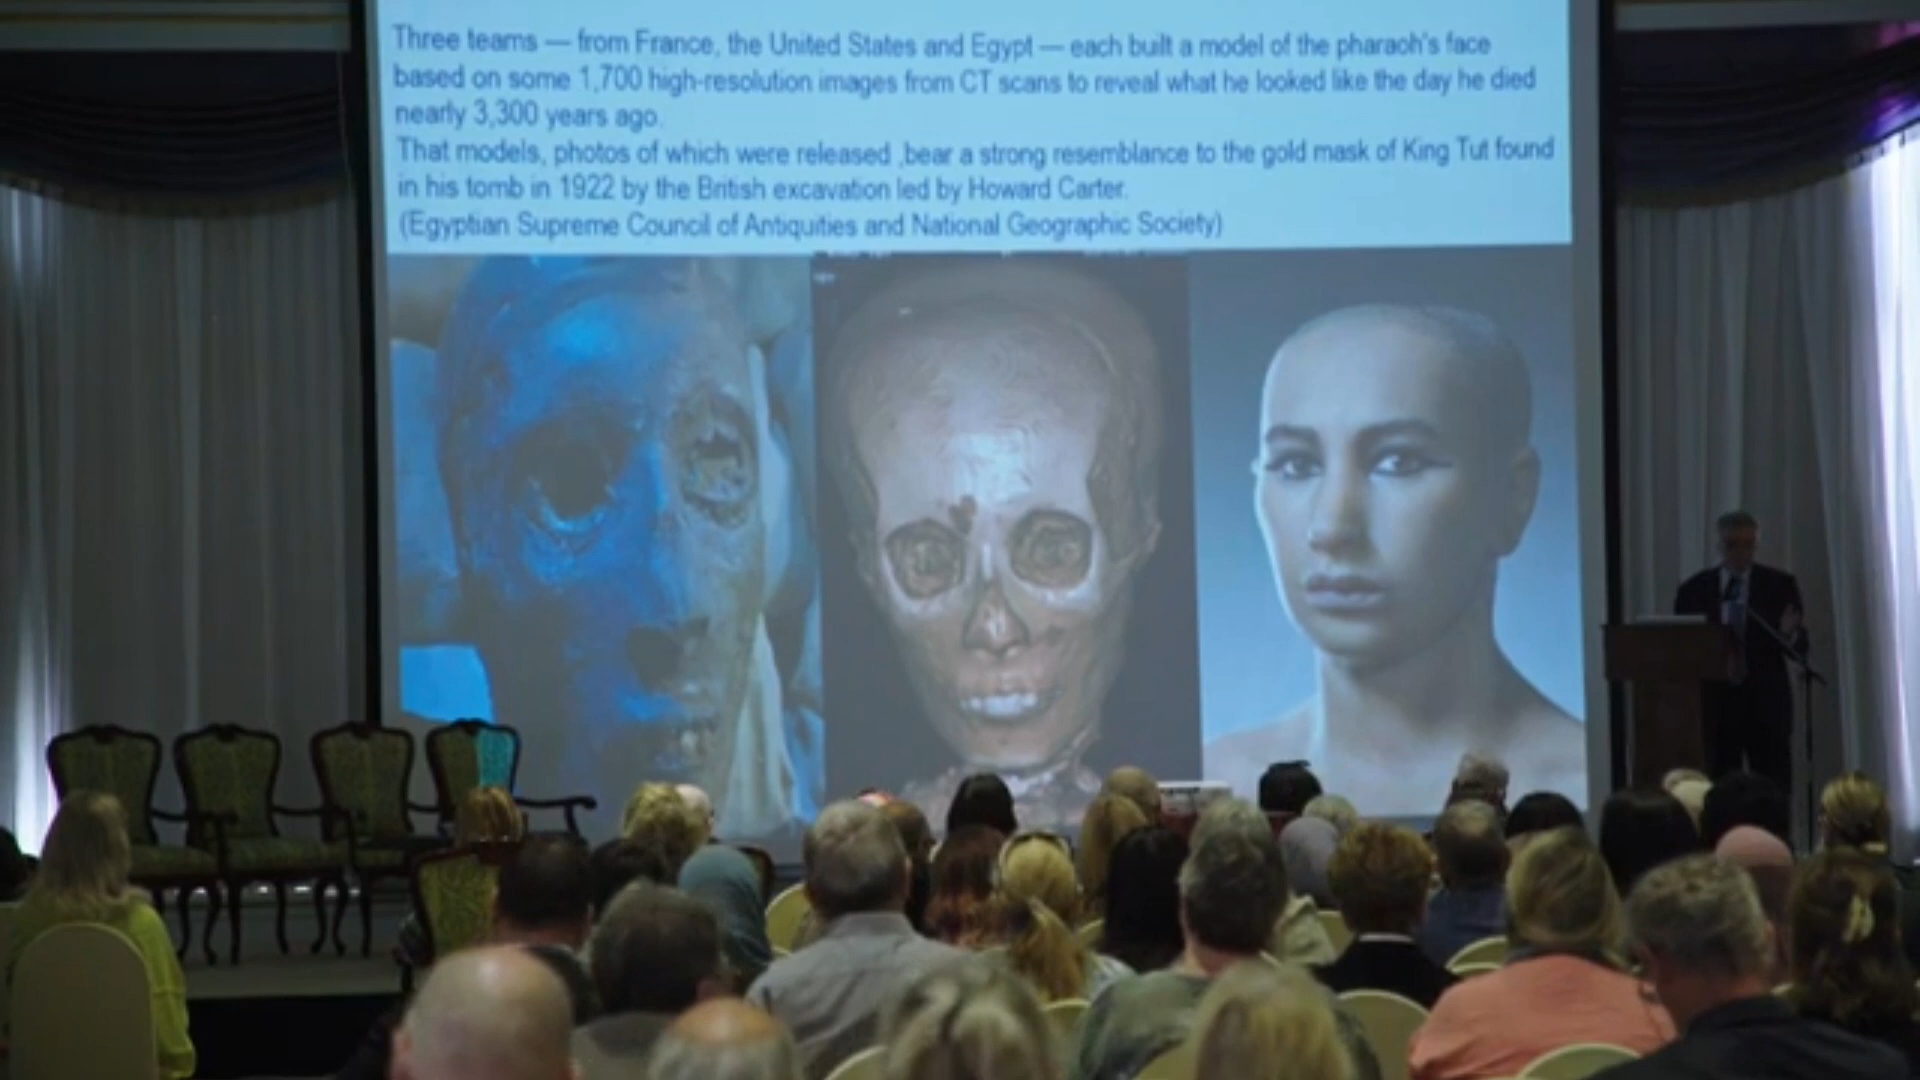 Three teams — from France, the United States and Egypt — each built a model of the pharaoh's face
based on some 1,700 high-resolution images from CT scans to reveal what he looked like the day he died
nearly 3,300 years ago.
That models, photos of which were released ,bear a strong resemblance to the gold mask of King Tut found
in his tomb in 1922 by the British excavation led by Howard Carter.
(Egyptian Supreme Council of Antiquities and National Geographic Society)